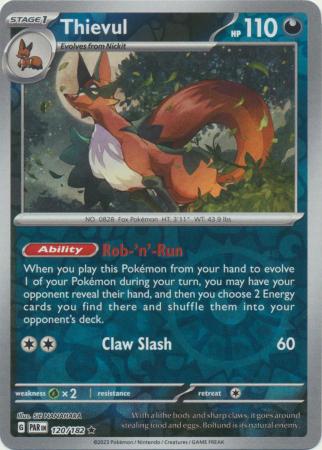 STAGE 1 Thievul HP 110
Evolves from Nickit
NO. 0828 Fox Pokémon HT: 3'11" WT: 43.9 lbs
Ability Rob-'n'-Run
When you play this Pokémon from your hand to evolve
1 of your Pokémon during your turn, you may have your
opponent reveal their hand, and then you choose 2 Energy
cards you find there and shuffle them into your
opponent's deck.
Claw Slash 60
weakness ×2 resistance retreat
Illus. SIE NANAHARA
G PAR EN 120/182 ★
With a lithe body and sharp claws, it goes around
stealing food and eggs. Boltund is its natural enemy.
©2023 Pokémon / Nintendo / Creatures / GAME FREAK